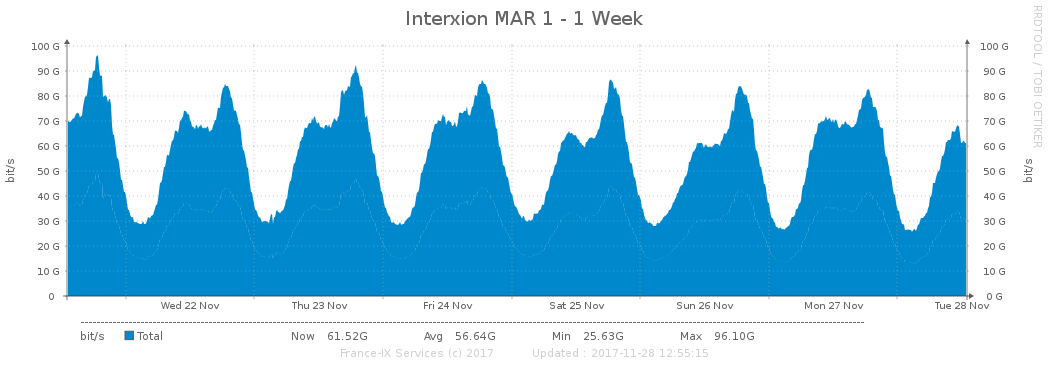 Interxion MAR 1 - 1 Week
RRDTOOL / TOBI OETIKER
100 G 100 G
90 G 90 G
80 G 80 G
70 G 70 G
60 G 60 G
50 G 50 G
40 G 40 G
30 G 30 G
20 G 20 G
10 G 10 G
0 0 G
bit/s bit/s
Wed 22 Nov Thu 23 Nov Fri 24 Nov Sat 25 Nov Sun 26 Nov Mon 27 Nov Tue 28 Nov
bit/s Total Now 61.52G Avg 56.64G Min 25.63G Max 96.10G
France-IX Services (c) 2017 Updated : 2017-11-28 12:55:15